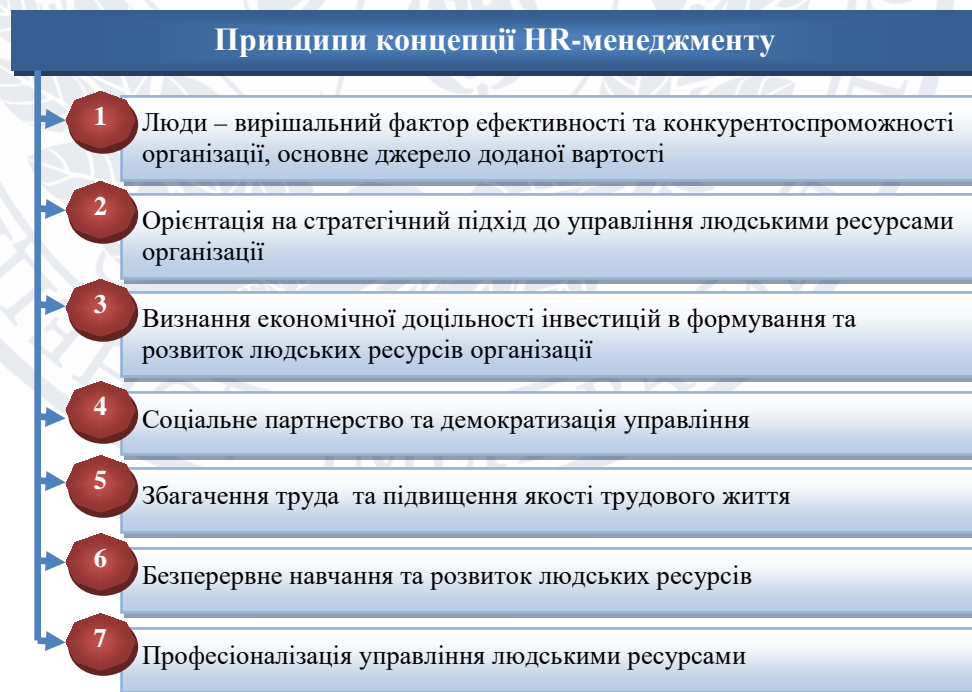 Принципи концепції HR-менеджменту
1
Люди – вирішальний фактор ефективності та конкурентоспроможності
організації, основне джерело доданої вартості
2
Орієнтація на стратегічний підхід до управління людськими ресурсами
організації
3
Визнання економічної доцільності інвестицій в формування та
розвиток людських ресурсів організації
4
Соціальне партнерство та демократизація управління
5
Збагачення труда та підвищення якості трудового життя
6
Безперервне навчання та розвиток людських ресурсів
7
Професіоналізація управління людськими ресурсами